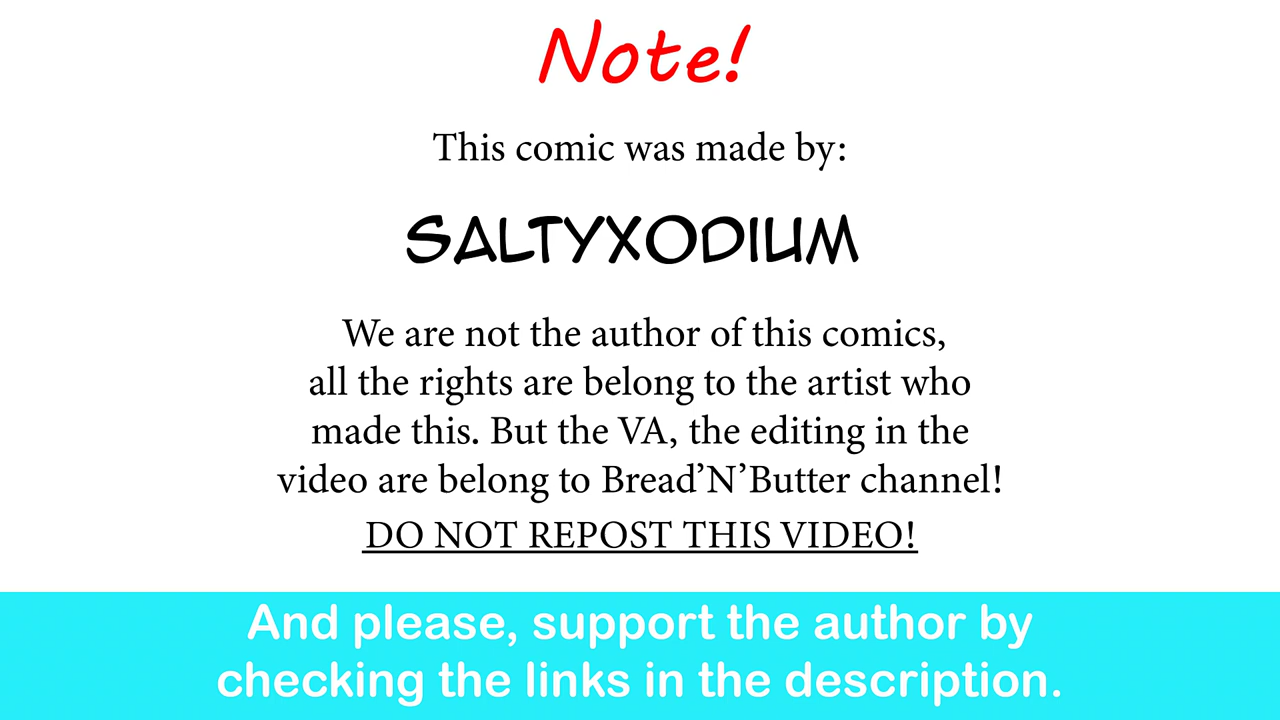 Note!
This comic was made by:
SALTYXODIUM
We are not the author of this comics,
all the rights are belong to the artist who
made this. But the VA, the editing in the
video are belong to Bread’N’Butter channel!
DO NOT REPOST THIS VIDEO!
And please, support the author by
checking the links in the description.